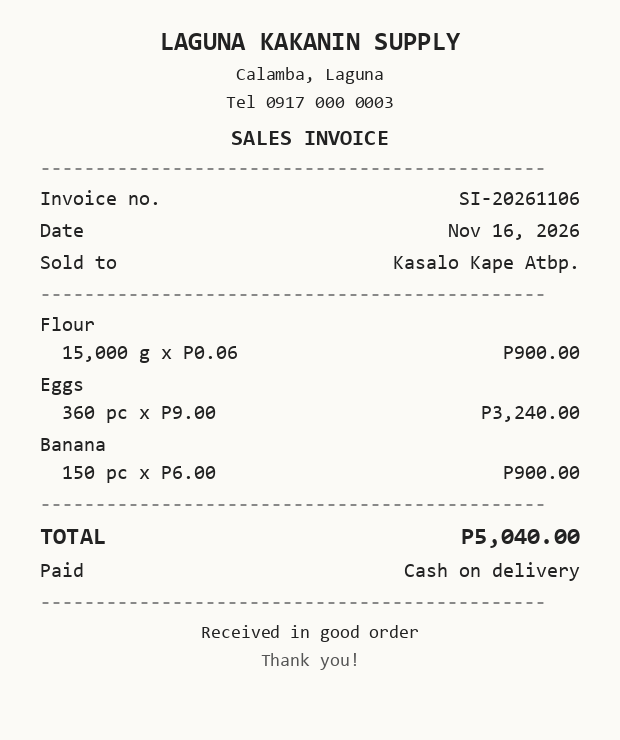 LAGUNA KAKANIN SUPPLY
Calamba, Laguna
Tel 0917 000 0003
SALES INVOICE
----------------------------------------------
Invoice no. SI-20261106
Date Nov 16, 2026
Sold to Kasalo Kape Atbp.
----------------------------------------------
Flour
15,000 g x P0.06 P900.00
Eggs
360 pc x P9.00 P3,240.00
Banana
150 pc x P6.00 P900.00
----------------------------------------------
TOTAL P5,040.00
Paid Cash on delivery
----------------------------------------------
Received in good order
Thank you!